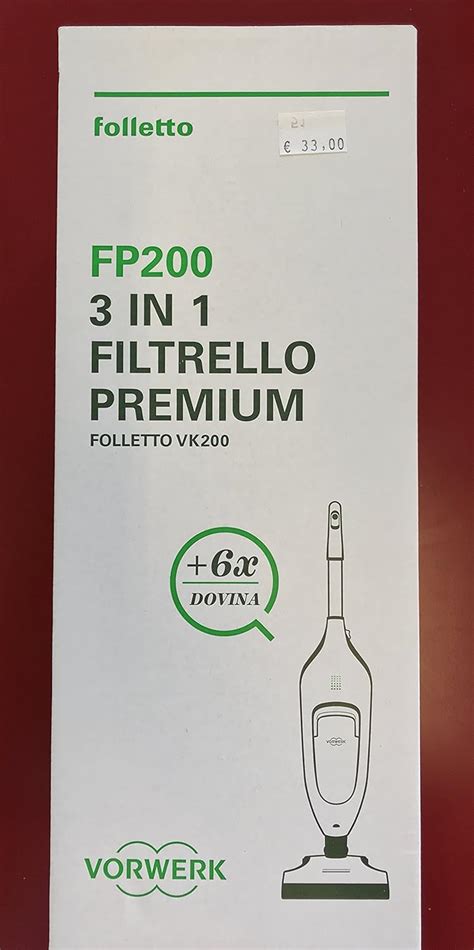 folletto
€ 33,00
FP200
3 IN 1
FILTRELLO
PREMIUM
FOLLETTO VK200
+6x
DOVINA
VORWERK
VORWERK